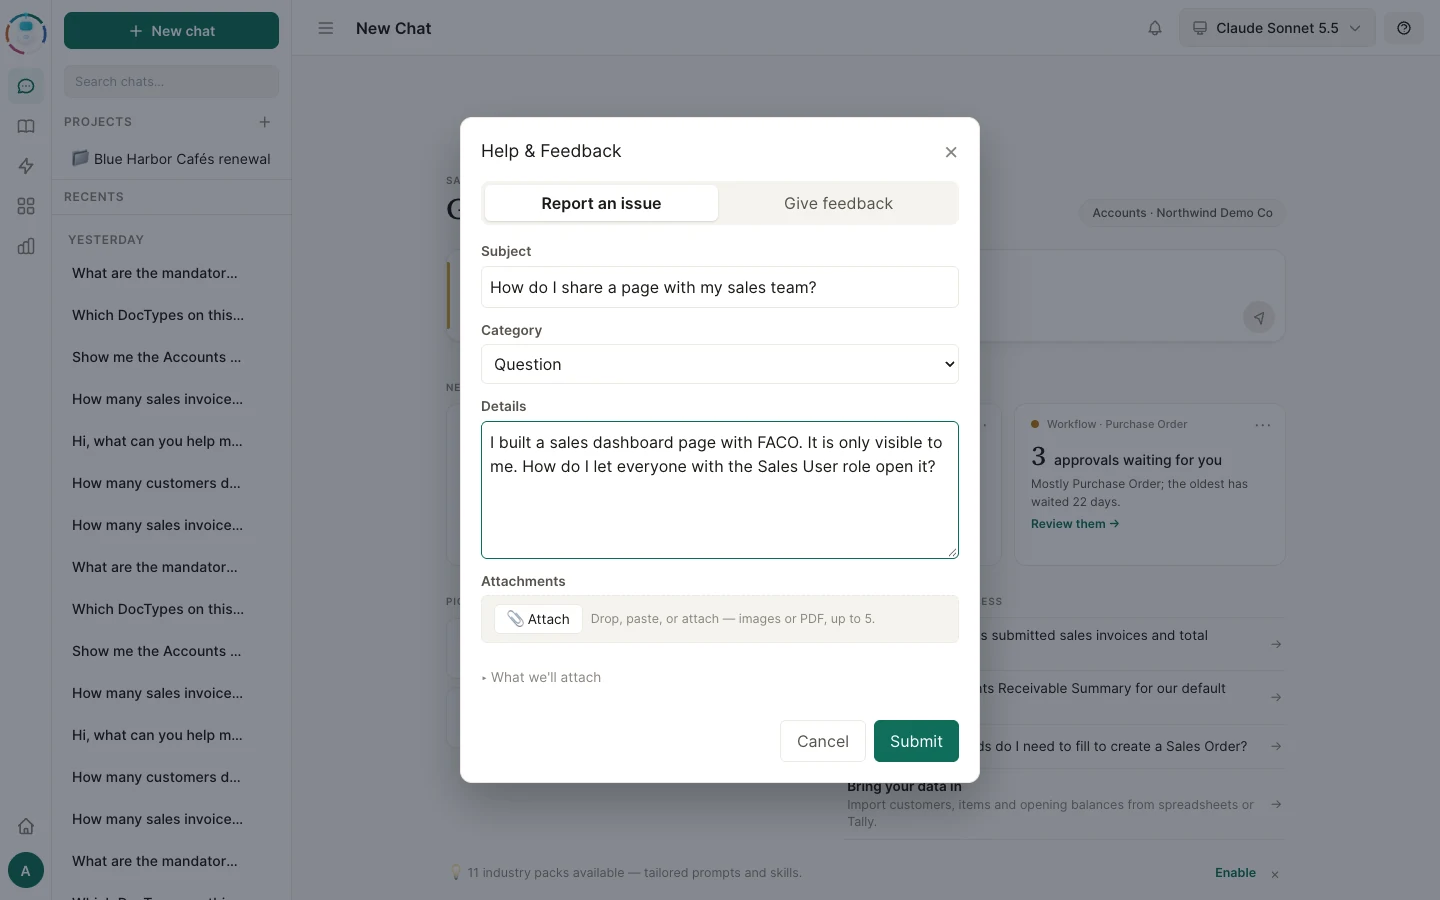 New chat
Search chats...
PROJECTS
Blue Harbor Cafés renewal
RECENTS
YESTERDAY
What are the mandator...
Which DocTypes on this...
Show me the Accounts ...
How many sales invoice...
Hi, what can you help m...
How many customers d...
How many sales invoice...
What are the mandator...
Which DocTypes on this...
Show me the Accounts ...
How many sales invoice...
Hi, what can you help m...
How many customers d...
How many sales invoice...
What are the mandator...
A
New Chat
Claude Sonnet 5.5
Accounts · Northwind Demo Co
Help & Feedback
Report an issue
Give feedback
Subject
How do I share a page with my sales team?
Category
Question
Details
I built a sales dashboard page with FACO. It is only visible to
me. How do I let everyone with the Sales User role open it?
Attachments
Attach
Drop, paste, or attach — images or PDF, up to 5.
What we'll attach
Cancel
Submit
Workflow · Purchase Order
3 approvals waiting for you
Mostly Purchase Order; the oldest has
waited 22 days.
Review them →
submitted sales invoices and total
Receivable Summary for our default
do I need to fill to create a Sales Order?
Bring your data in
Import customers, items and opening balances from spreadsheets or
Tally.
11 industry packs available — tailored prompts and skills.
Enable